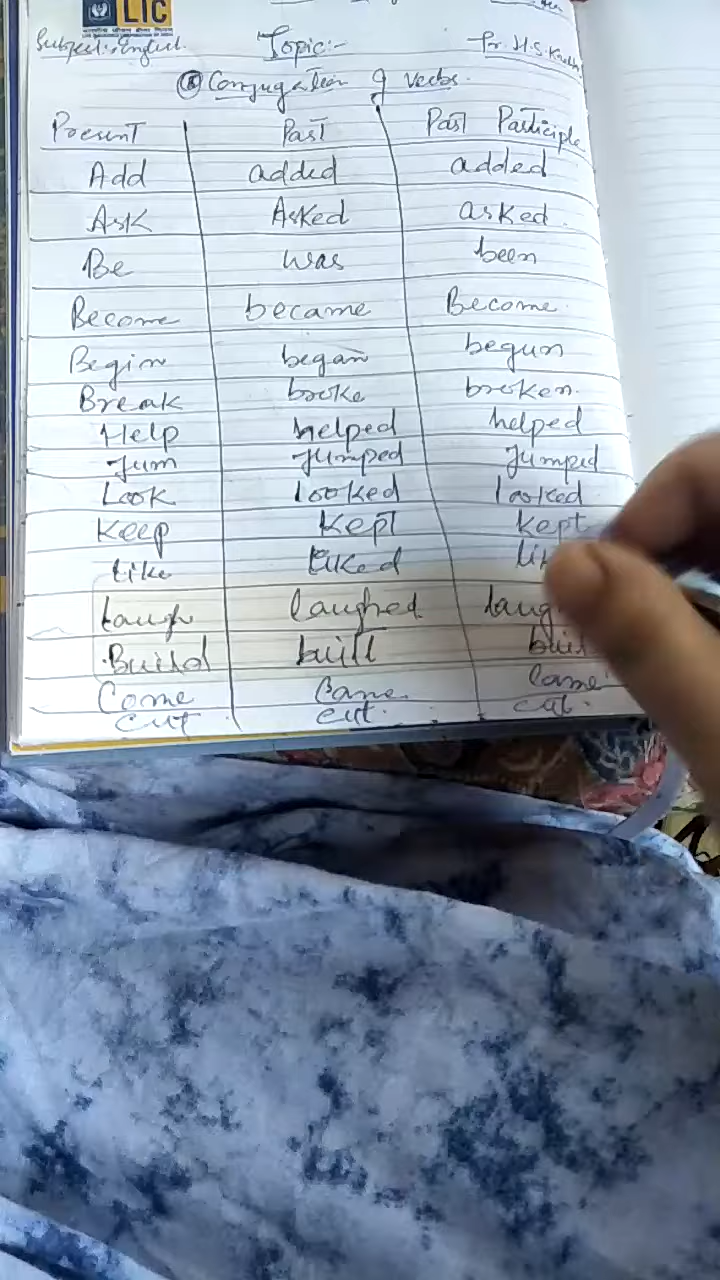 LIC
Subject:- English. Topic:- Pr. H.S.
Conjugation of verbs.
Present Past Past Participle
Add added added
Ask Asked asked.
Be was been
Become became Become.
Begin began begun
Break broke broken.
Help helped helped
Jum Jumped Jumped
Look looked looked
Keep kept kept
Like liked
Laugh laughed
Build built
Come Came. Came
cut cut. cut.